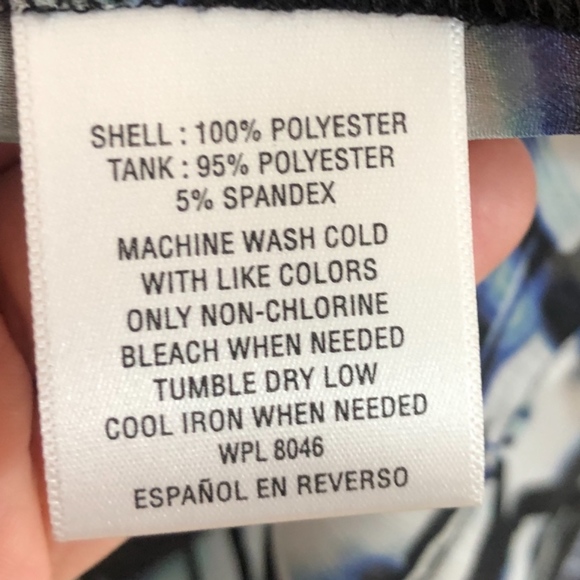 SHELL : 100% POLYESTER
TANK : 95% POLYESTER
5% SPANDEX
MACHINE WASH COLD
WITH LIKE COLORS
ONLY NON-CHLORINE
BLEACH WHEN NEEDED
TUMBLE DRY LOW
COOL IRON WHEN NEEDED
WPL 8046
ESPAÑOL EN REVERSO